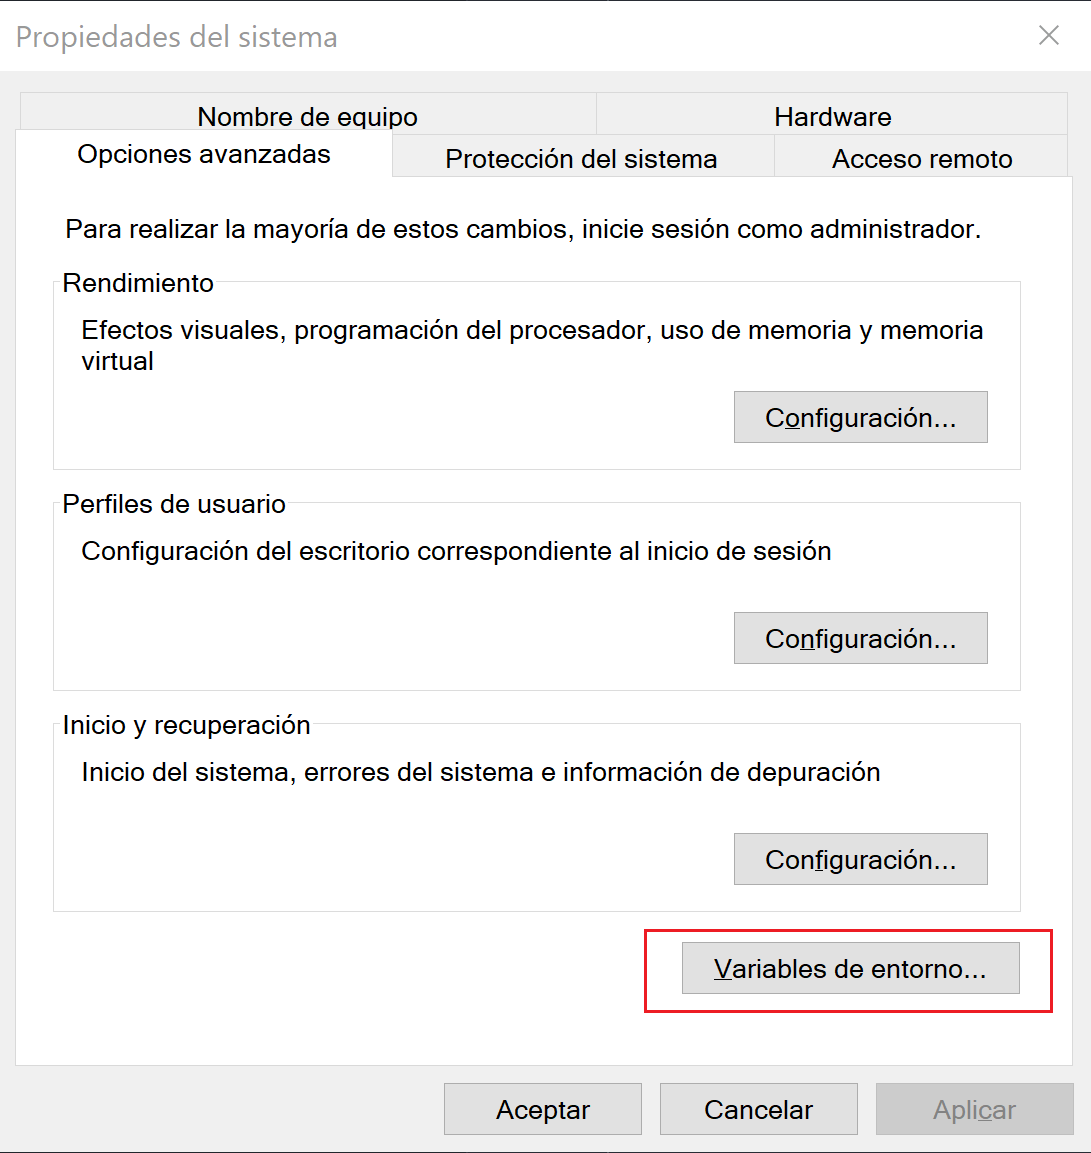 Propiedades del sistema
Nombre de equipo
Hardware
Opciones avanzadas
Protección del sistema
Acceso remoto
Para realizar la mayoría de estos cambios, inicie sesión como administrador.
Rendimiento
Efectos visuales, programación del procesador, uso de memoria y memoria
virtual
Configuración...
Perfiles de usuario
Configuración del escritorio correspondiente al inicio de sesión
Configuración...
Inicio y recuperación
Inicio del sistema, errores del sistema e información de depuración
Configuración...
Variables de entorno...
Aceptar
Cancelar
Aplicar